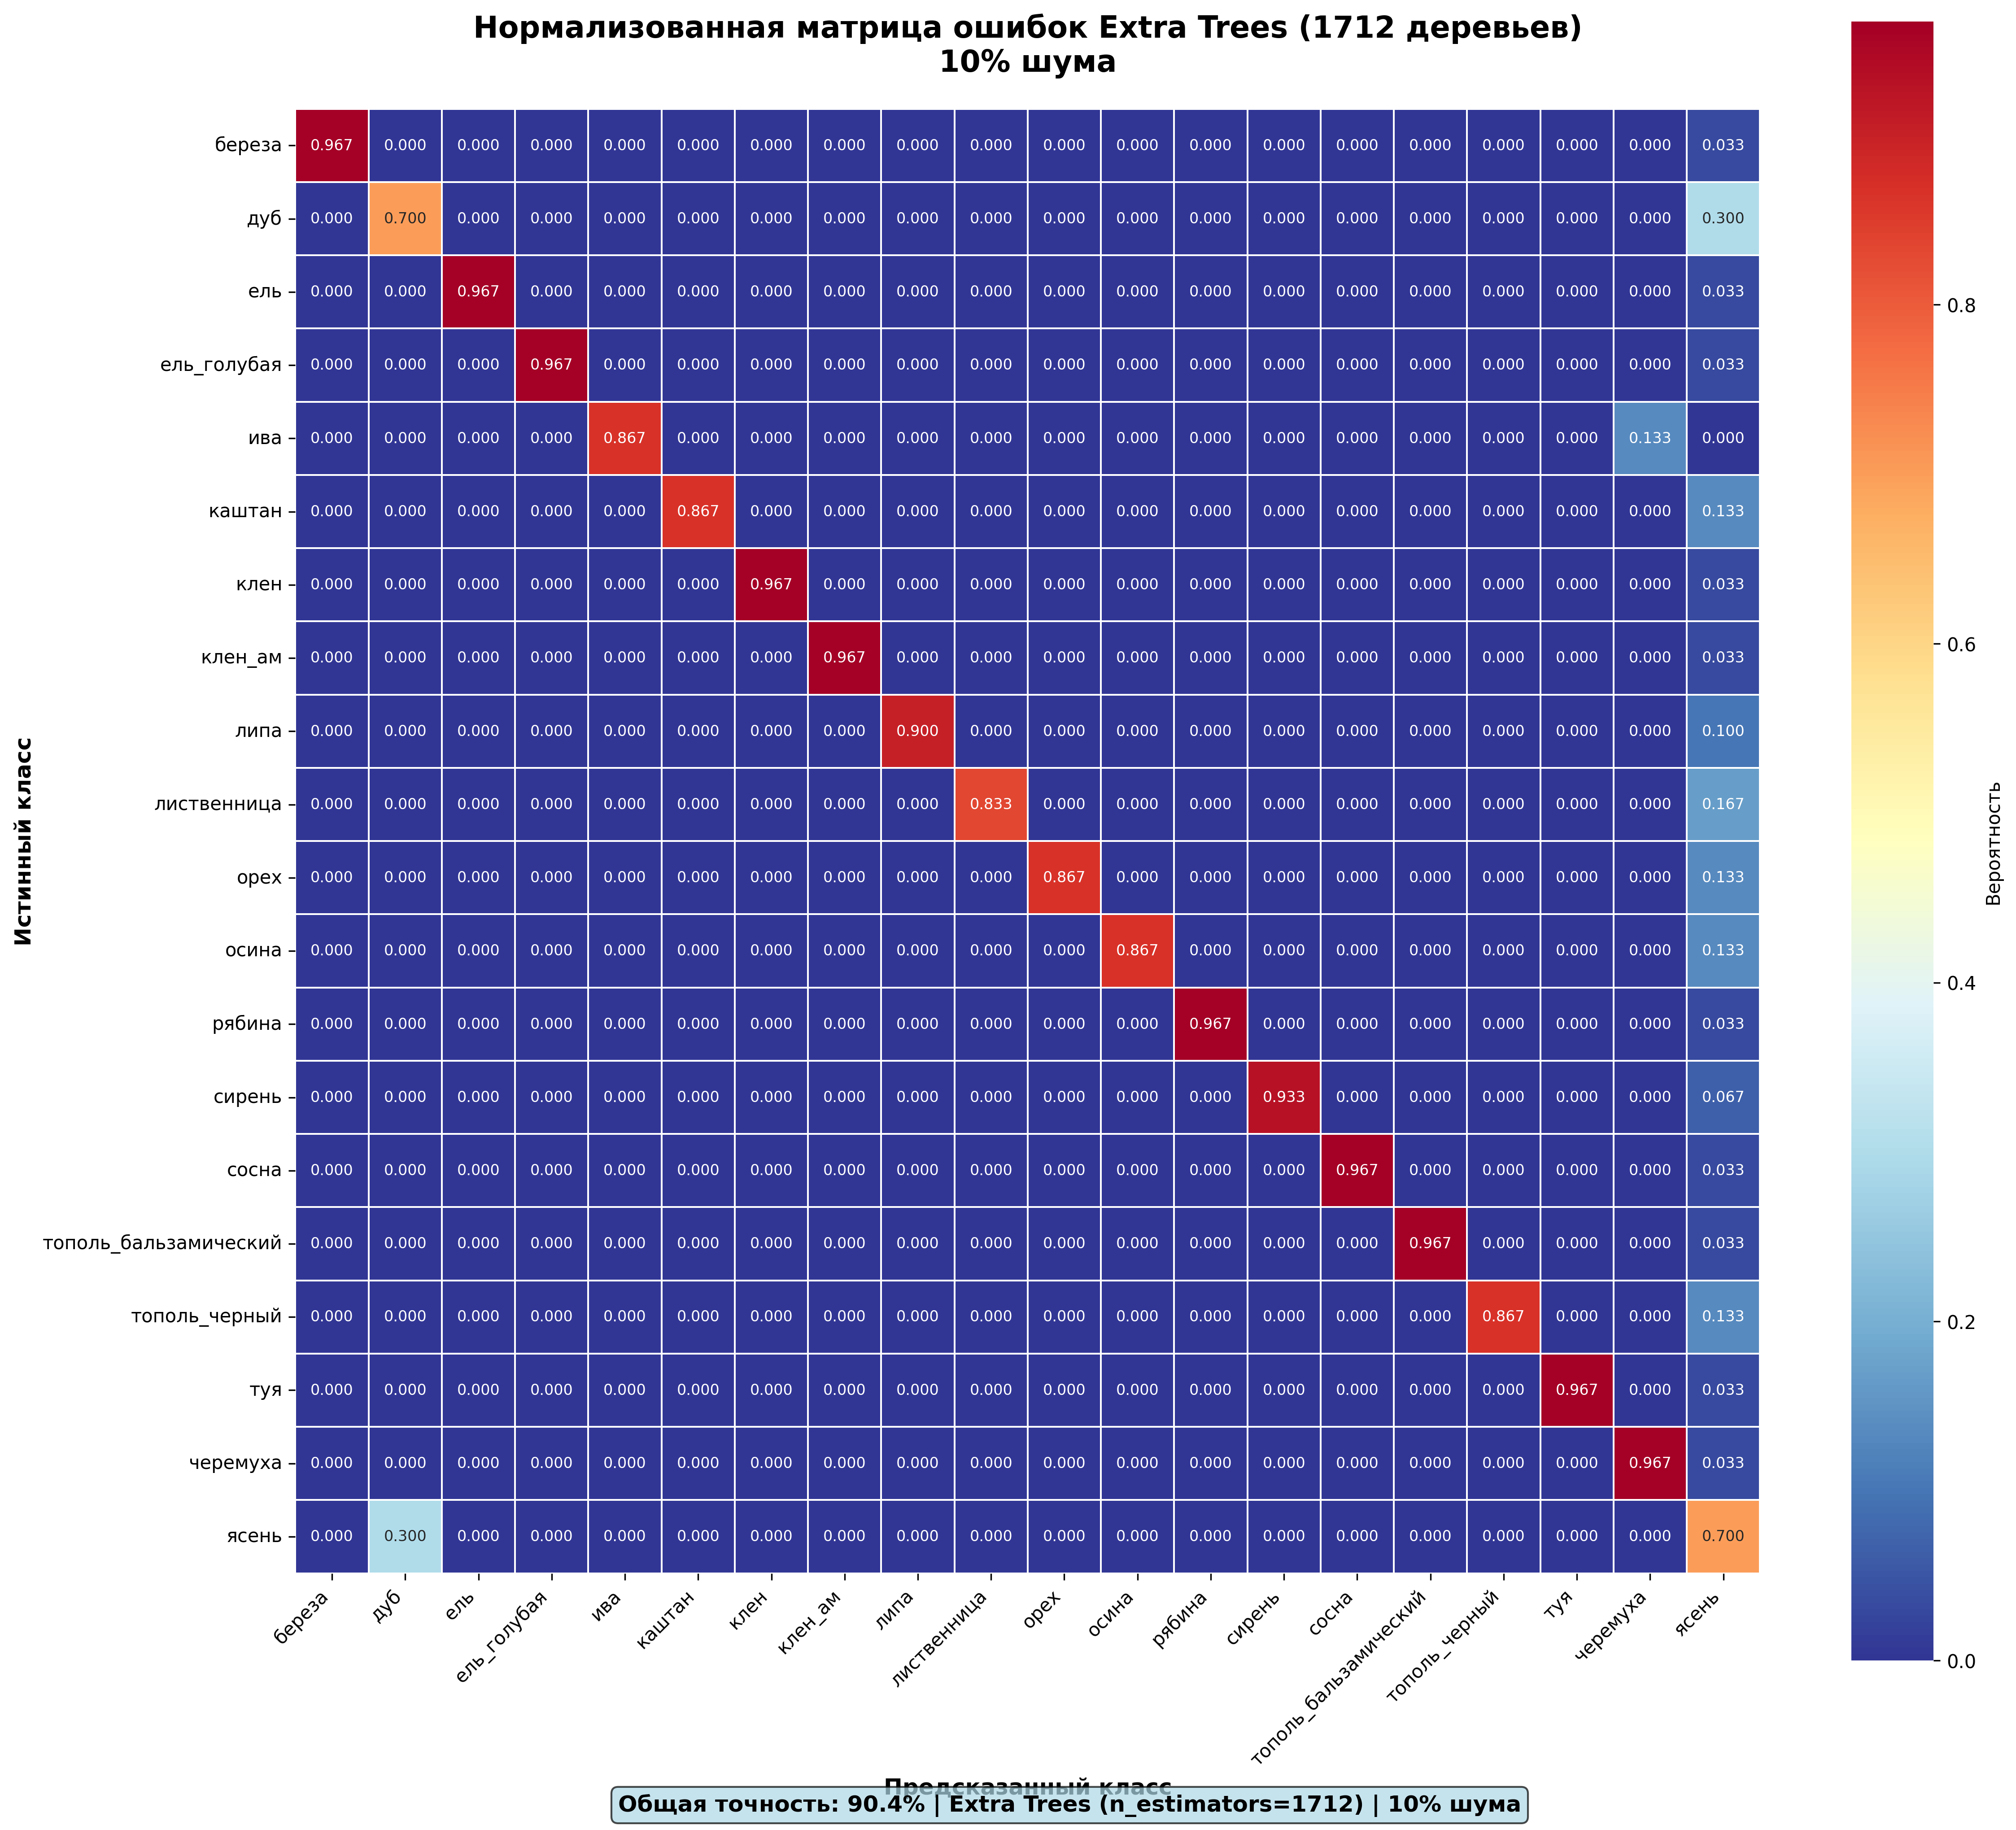 Нормализованная матрица ошибок Extra Trees (1712 деревьев)
10% шума
Истинный класс
береза 0.967 0.000 0.000 0.000 0.000 0.000 0.000 0.000 0.000 0.000 0.000 0.000 0.000 0.000 0.000 0.000 0.000 0.000 0.000 0.033
дуб 0.000 0.700 0.000 0.000 0.000 0.000 0.000 0.000 0.000 0.000 0.000 0.000 0.000 0.000 0.000 0.000 0.000 0.000 0.000 0.300
ель 0.000 0.000 0.967 0.000 0.000 0.000 0.000 0.000 0.000 0.000 0.000 0.000 0.000 0.000 0.000 0.000 0.000 0.000 0.000 0.033
ель_голубая 0.000 0.000 0.000 0.967 0.000 0.000 0.000 0.000 0.000 0.000 0.000 0.000 0.000 0.000 0.000 0.000 0.000 0.000 0.000 0.033
ива 0.000 0.000 0.000 0.000 0.867 0.000 0.000 0.000 0.000 0.000 0.000 0.000 0.000 0.000 0.000 0.000 0.000 0.000 0.133 0.000
каштан 0.000 0.000 0.000 0.000 0.000 0.867 0.000 0.000 0.000 0.000 0.000 0.000 0.000 0.000 0.000 0.000 0.000 0.000 0.000 0.133
клен 0.000 0.000 0.000 0.000 0.000 0.000 0.967 0.000 0.000 0.000 0.000 0.000 0.000 0.000 0.000 0.000 0.000 0.000 0.000 0.033
клен_ам 0.000 0.000 0.000 0.000 0.000 0.000 0.000 0.967 0.000 0.000 0.000 0.000 0.000 0.000 0.000 0.000 0.000 0.000 0.000 0.033
липа 0.000 0.000 0.000 0.000 0.000 0.000 0.000 0.000 0.900 0.000 0.000 0.000 0.000 0.000 0.000 0.000 0.000 0.000 0.000 0.100
лиственница 0.000 0.000 0.000 0.000 0.000 0.000 0.000 0.000 0.000 0.833 0.000 0.000 0.000 0.000 0.000 0.000 0.000 0.000 0.000 0.167
орех 0.000 0.000 0.000 0.000 0.000 0.000 0.000 0.000 0.000 0.000 0.867 0.000 0.000 0.000 0.000 0.000 0.000 0.000 0.000 0.133
осина 0.000 0.000 0.000 0.000 0.000 0.000 0.000 0.000 0.000 0.000 0.000 0.867 0.000 0.000 0.000 0.000 0.000 0.000 0.000 0.133
рябина 0.000 0.000 0.000 0.000 0.000 0.000 0.000 0.000 0.000 0.000 0.000 0.000 0.967 0.000 0.000 0.000 0.000 0.000 0.000 0.033
сирень 0.000 0.000 0.000 0.000 0.000 0.000 0.000 0.000 0.000 0.000 0.000 0.000 0.000 0.933 0.000 0.000 0.000 0.000 0.000 0.067
сосна 0.000 0.000 0.000 0.000 0.000 0.000 0.000 0.000 0.000 0.000 0.000 0.000 0.000 0.000 0.967 0.000 0.000 0.000 0.000 0.033
тополь_бальзамический 0.000 0.000 0.000 0.000 0.000 0.000 0.000 0.000 0.000 0.000 0.000 0.000 0.000 0.000 0.000 0.967 0.000 0.000 0.000 0.033
тополь_черный 0.000 0.000 0.000 0.000 0.000 0.000 0.000 0.000 0.000 0.000 0.000 0.000 0.000 0.000 0.000 0.000 0.867 0.000 0.000 0.133
туя 0.000 0.000 0.000 0.000 0.000 0.000 0.000 0.000 0.000 0.000 0.000 0.000 0.000 0.000 0.000 0.000 0.000 0.967 0.000 0.033
черемуха 0.000 0.000 0.000 0.000 0.000 0.000 0.000 0.000 0.000 0.000 0.000 0.000 0.000 0.000 0.000 0.000 0.000 0.000 0.967 0.033
ясень 0.000 0.300 0.000 0.000 0.000 0.000 0.000 0.000 0.000 0.000 0.000 0.000 0.000 0.000 0.000 0.000 0.000 0.000 0.000 0.700
береза дуб ель ель_голубая ива каштан клен клен_ам липа лиственница орех осина рябина сирень сосна тополь_бальзамический тополь_черный туя черемуха ясень
Предсказанный класс
Общая точность: 90.4% | Extra Trees (n_estimators=1712) | 10% шума
0.8
0.6
0.4
0.2
0.0
Вероятность